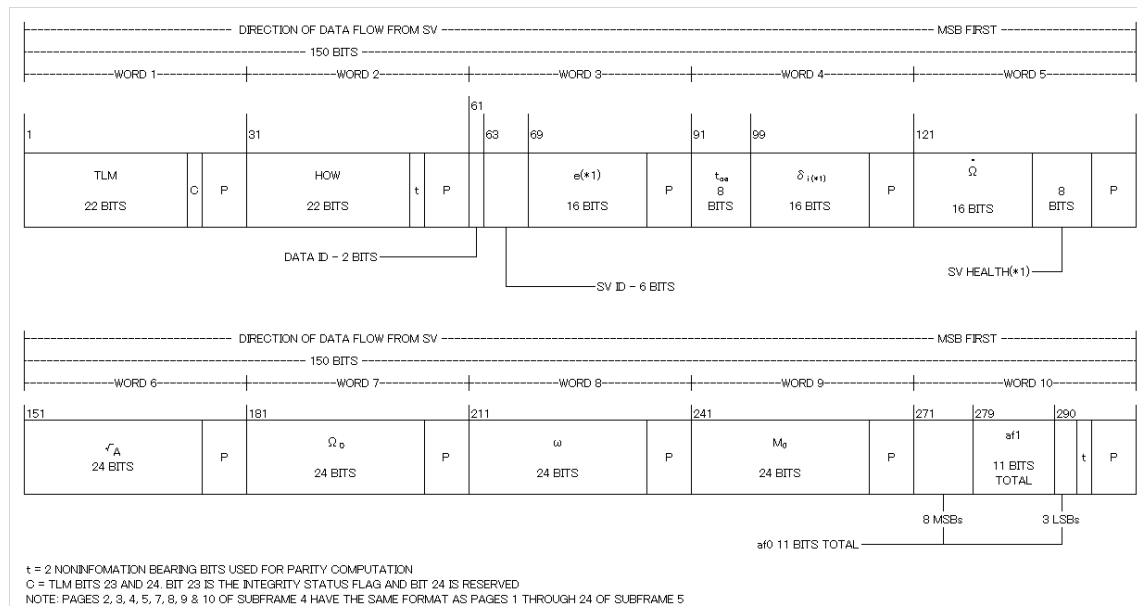 DIRECTION OF DATA FLOW FROM SV MSB FIRST
150 BITS
WORD 1 WORD 2 WORD 3 WORD 4 WORD 5
61
1 31 63 69 91 99 121
TLM C P HOW t P e(*1) P t₀ₐ δ i(*1) P Ω̇ P
22 BITS 22 BITS 16 BITS 8 BITS 16 BITS 16 BITS 8 BITS
DATA ID - 2 BITS
SV ID - 6 BITS
SV HEALTH(*1)
DIRECTION OF DATA FLOW FROM SV MSB FIRST
150 BITS
WORD 6 WORD 7 WORD 8 WORD 9 WORD 10
151 181 211 241 271 279 290
√A P Ω₀ P ω P M₀ P af1 t P
24 BITS 24 BITS 24 BITS 24 BITS 11 BITS TOTAL
8 MSBs 3 LSBs
af0 11 BITS TOTAL
t = 2 NONINFOMATION BEARING BITS USED FOR PARITY COMPUTATION
C = TLM BITS 23 AND 24. BIT 23 IS THE INTEGRITY STATUS FLAG AND BIT 24 IS RESERVED
NOTE: PAGES 2, 3, 4, 5, 7, 8, 9 & 10 OF SUBFRAME 4 HAVE THE SAME FORMAT AS PAGES 1 THROUGH 24 OF SUBFRAME 5